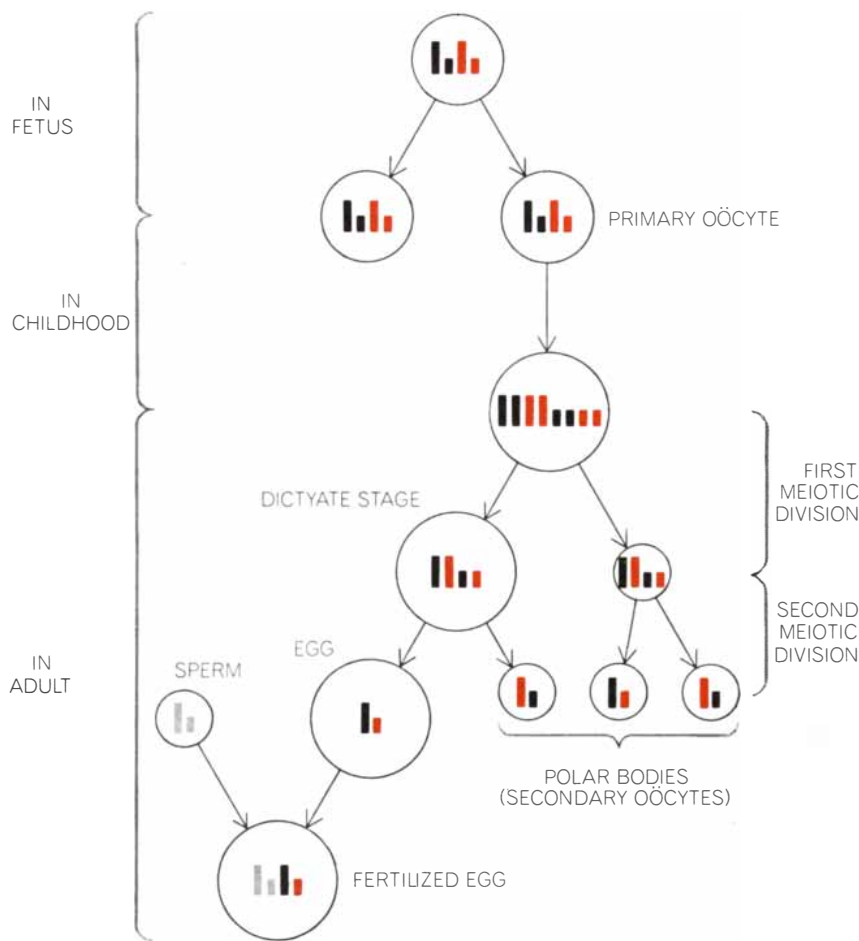 IN
FETUS
PRIMARY OÖCYTE
IN
CHILDHOOD
DICTYATE STAGE
FIRST
MEIOTIC
DIVISION
SECOND
MEIOTIC
DIVISION
IN
ADULT
SPERM
EGG
POLAR BODIES
(SECONDARY OÖCYTES)
FERTILIZED EGG